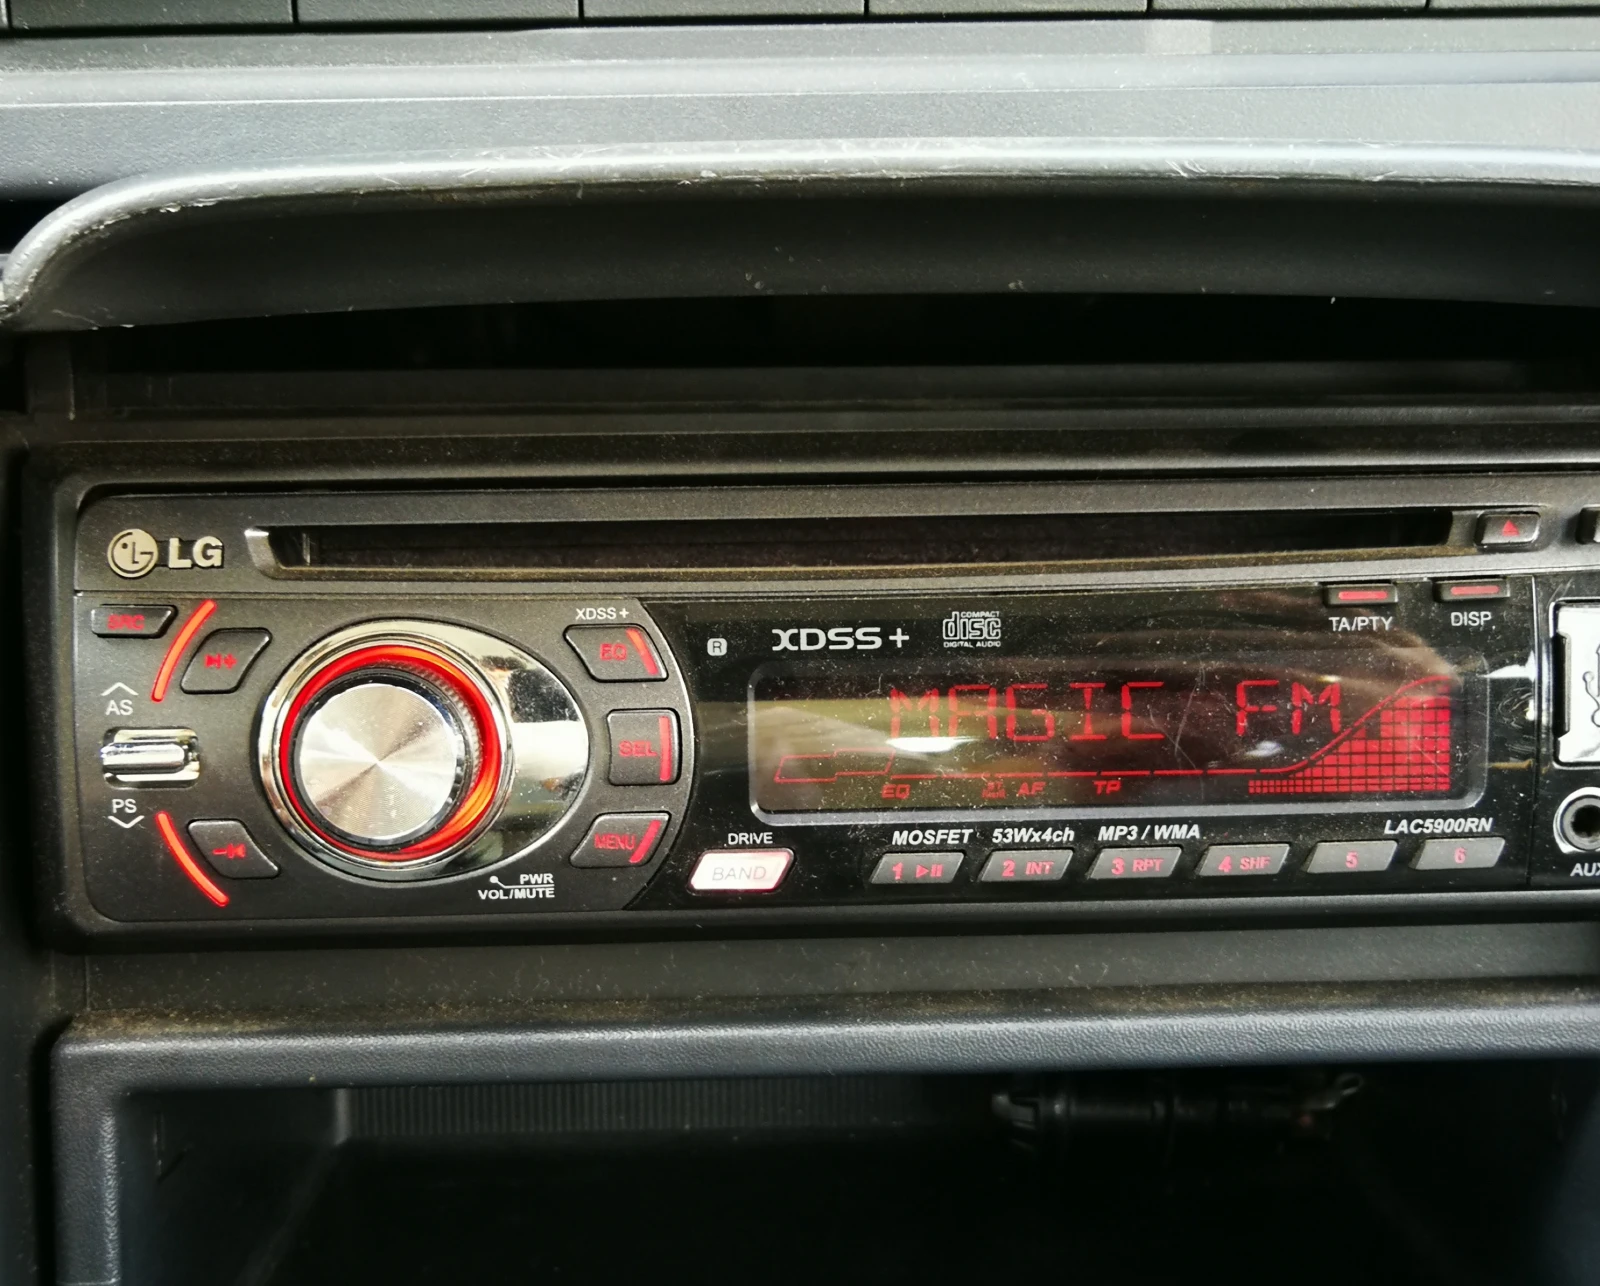 LG
SRC
AS
PS
XDSS+
EQ
SEL
MENU
PWR
VOL/MUTE
DRIVE
BAND
R
XDSS+
COMPACT
disc
DIGITAL AUDIO
TA/PTY
DISP
MAGIC FM
EQ AF TP
MOSFET 53Wx4ch MP3 / WMA LAC5900RN
1 2 INT 3 RPT 4 SHF 5 6
AUX